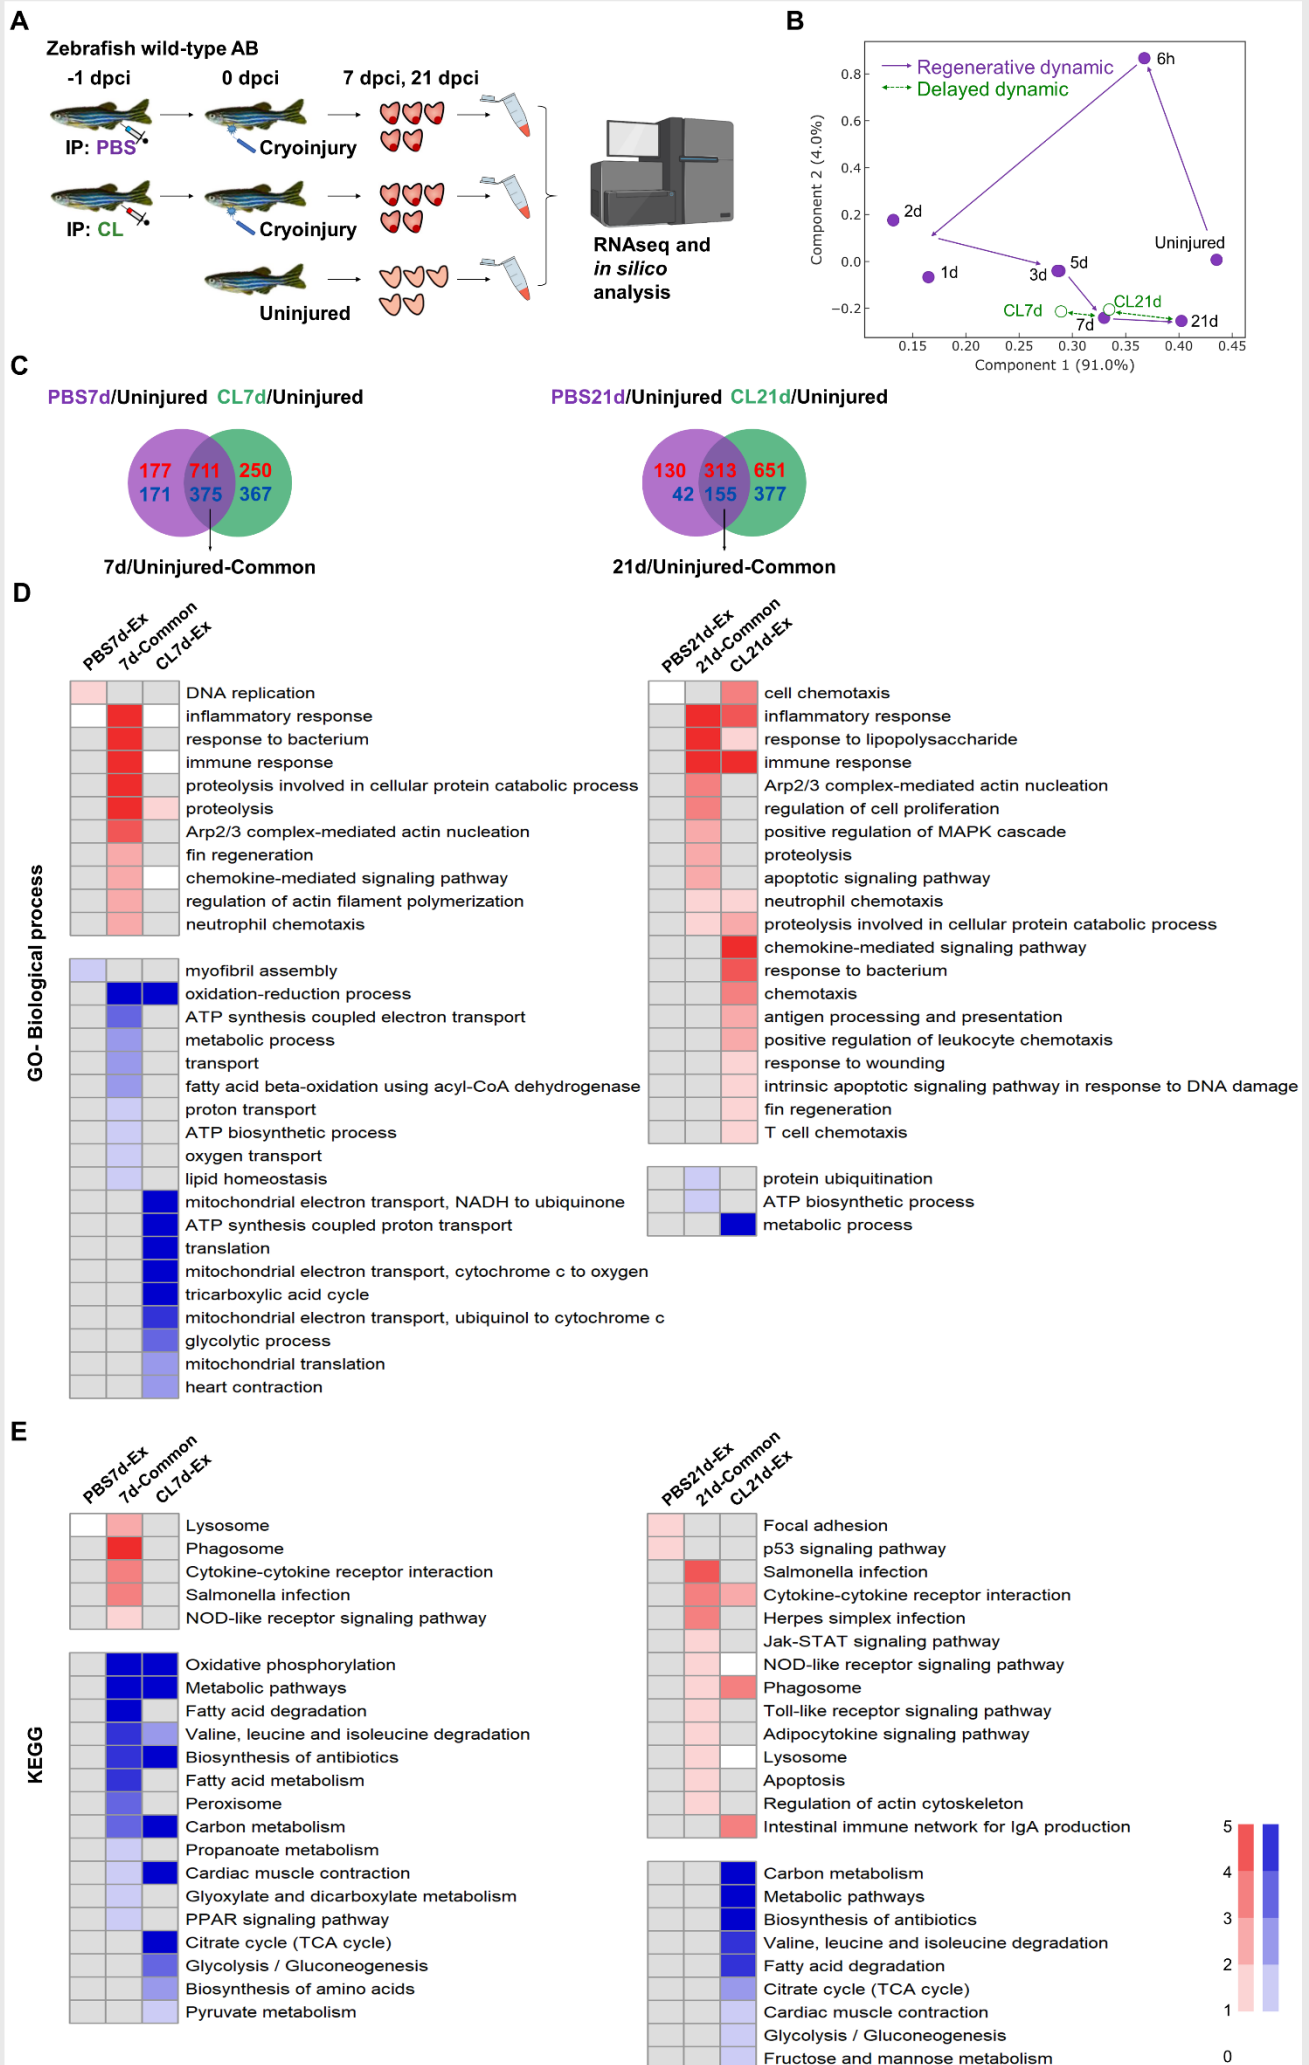 A
Zebrafish wild-type AB
-1 dpci
0 dpci
7 dpci, 21 dpci
IP: PBS
Cryoinjury
IP: CL
Cryoinjury
Uninjured
RNAseq and
in silico
analysis
B
Regenerative dynamic
Delayed dynamic
6h
2d
1d
3d
5d
Uninjured
CL7d
7d
CL21d
21d
0.8
0.6
0.4
0.2
0.0
−0.2
0.15 0.20 0.25 0.30 0.35 0.40 0.45
Component 1 (91.0%)
Component 2 (4.0%)
C
PBS7d/Uninjured CL7d/Uninjured
177 711 250
171 375 367
7d/Uninjured-Common
PBS21d/Uninjured CL21d/Uninjured
130 313 651
42 155 377
21d/Uninjured-Common
D
GO- Biological process
PBS7d-Ex
7d-Common
CL7d-Ex
DNA replication
inflammatory response
response to bacterium
immune response
proteolysis involved in cellular protein catabolic process
proteolysis
Arp2/3 complex-mediated actin nucleation
fin regeneration
chemokine-mediated signaling pathway
regulation of actin filament polymerization
neutrophil chemotaxis
myofibril assembly
oxidation-reduction process
ATP synthesis coupled electron transport
metabolic process
transport
fatty acid beta-oxidation using acyl-CoA dehydrogenase
proton transport
ATP biosynthetic process
oxygen transport
lipid homeostasis
mitochondrial electron transport, NADH to ubiquinone
ATP synthesis coupled proton transport
translation
mitochondrial electron transport, cytochrome c to oxygen
tricarboxylic acid cycle
mitochondrial electron transport, ubiquinol to cytochrome c
glycolytic process
mitochondrial translation
heart contraction
PBS21d-Ex
21d-Common
CL21d-Ex
cell chemotaxis
inflammatory response
response to lipopolysaccharide
immune response
Arp2/3 complex-mediated actin nucleation
regulation of cell proliferation
positive regulation of MAPK cascade
proteolysis
apoptotic signaling pathway
neutrophil chemotaxis
proteolysis involved in cellular protein catabolic process
chemokine-mediated signaling pathway
response to bacterium
chemotaxis
antigen processing and presentation
positive regulation of leukocyte chemotaxis
response to wounding
intrinsic apoptotic signaling pathway in response to DNA damage
fin regeneration
T cell chemotaxis
protein ubiquitination
ATP biosynthetic process
metabolic process
E
KEGG
PBS7d-Ex
7d-Common
CL7d-Ex
Lysosome
Phagosome
Cytokine-cytokine receptor interaction
Salmonella infection
NOD-like receptor signaling pathway
Oxidative phosphorylation
Metabolic pathways
Fatty acid degradation
Valine, leucine and isoleucine degradation
Biosynthesis of antibiotics
Fatty acid metabolism
Peroxisome
Carbon metabolism
Propanoate metabolism
Cardiac muscle contraction
Glyoxylate and dicarboxylate metabolism
PPAR signaling pathway
Citrate cycle (TCA cycle)
Glycolysis / Gluconeogenesis
Biosynthesis of amino acids
Pyruvate metabolism
PBS21d-Ex
21d-Common
CL21d-Ex
Focal adhesion
p53 signaling pathway
Salmonella infection
Cytokine-cytokine receptor interaction
Herpes simplex infection
Jak-STAT signaling pathway
NOD-like receptor signaling pathway
Phagosome
Toll-like receptor signaling pathway
Adipocytokine signaling pathway
Lysosome
Apoptosis
Regulation of actin cytoskeleton
Intestinal immune network for IgA production
Carbon metabolism
Metabolic pathways
Biosynthesis of antibiotics
Valine, leucine and isoleucine degradation
Fatty acid degradation
Citrate cycle (TCA cycle)
Cardiac muscle contraction
Glycolysis / Gluconeogenesis
Fructose and mannose metabolism
5
4
3
2
1
0